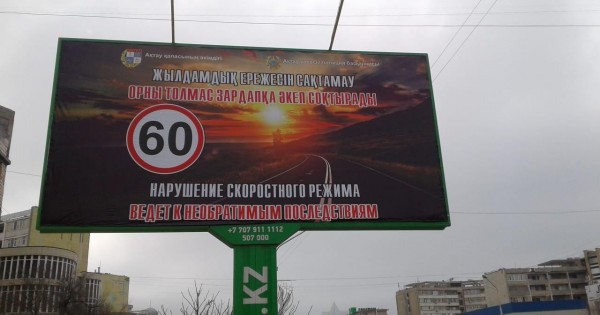 Ақтау қаласының әкімдігі
ЖЫЛДАМДЫҚ ЕРЕЖЕСІН САҚТАМАУ
ОРНЫ ТОЛМАС ЗАРДАПҚА ӘКЕП СОҚТЫРАДЫ
60
НАРУШЕНИЕ СКОРОСТНОГО РЕЖИМА
ВЕДЕТ К НЕОБРАТИМЫМ ПОСЛЕДСТВИЯМ
+7 707 911 1112
507 000
.KZ